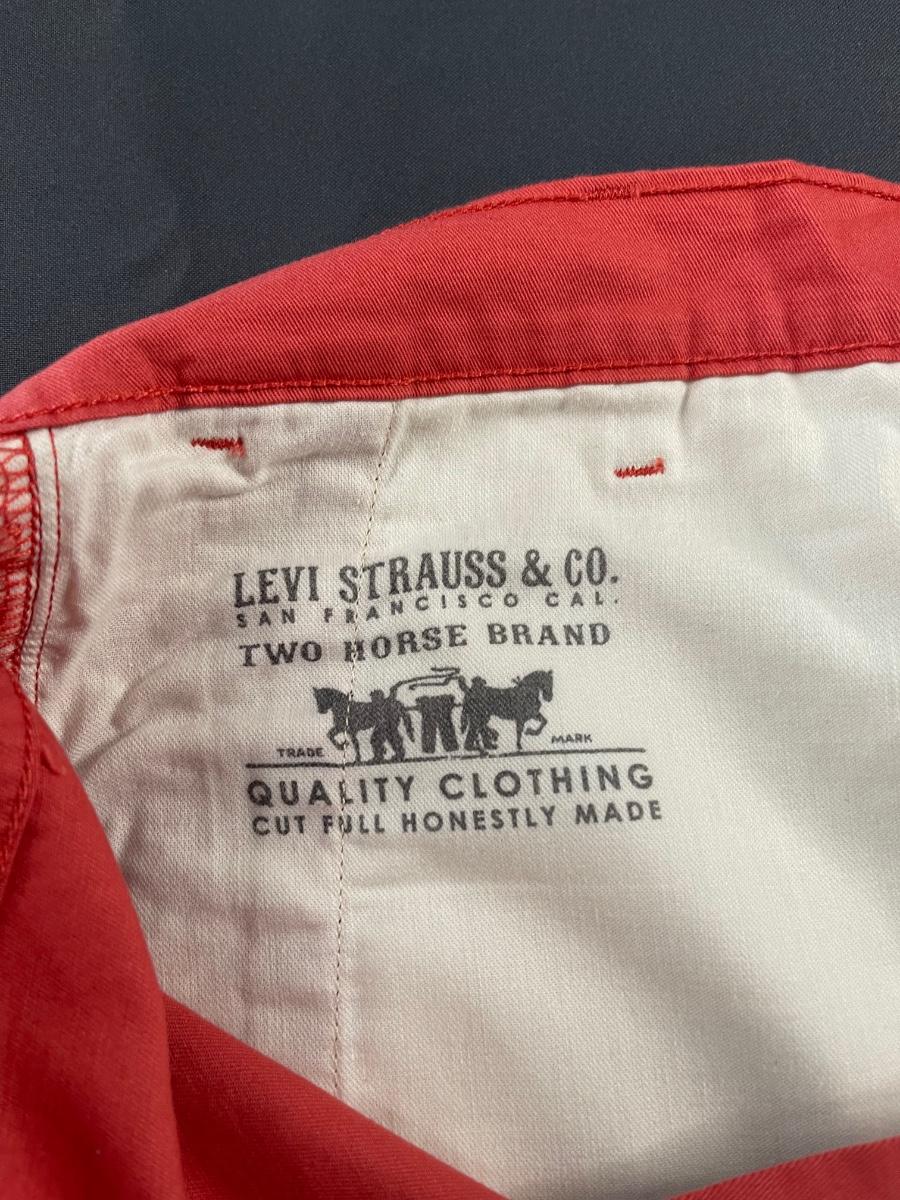 LEVI STRAUSS & CO.
SAN FRANCISCO CAL.
TWO HORSE BRAND
TRADE MARK
QUALITY CLOTHING
CUT FULL HONESTLY MADE